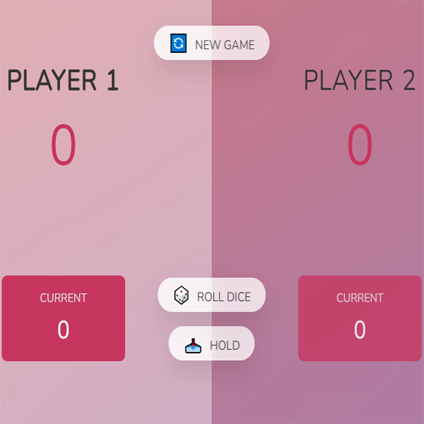 NEW GAME
PLAYER 1
PLAYER 2
0
0
CURRENT
0
ROLL DICE
HOLD
CURRENT
0